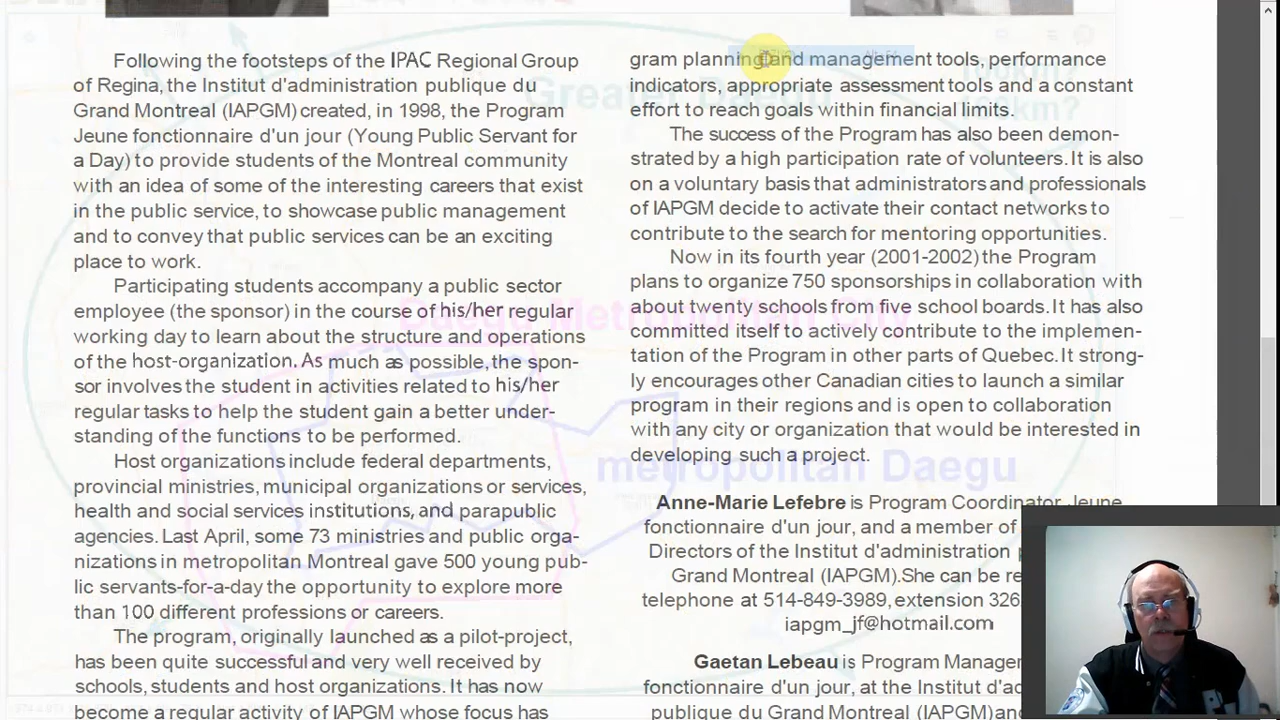 Following the footsteps of the IPAC Regional Group
of Regina, the Institut d'administration publique du
Grand Montreal (IAPGM) created, in 1998, the Program
Jeune fonctionnaire d'un jour (Young Public Servant for
a Day) to provide students of the Montreal community
with an idea of some of the interesting careers that exist
in the public service, to showcase public management
and to convey that public services can be an exciting
place to work.
Participating students accompany a public sector
employee (the sponsor) in the course of his/her regular
working day to learn about the structure and operations
of the host-organization. As much as possible, the spon-
sor involves the student in activities related to his/her
regular tasks to help the student gain a better under-
standing of the functions to be performed.
Host organizations include federal departments,
provincial ministries, municipal organizations or services,
health and social services institutions, and parapublic
agencies. Last April, some 73 ministries and public orga-
nizations in metropolitan Montreal gave 500 young pub-
lic servants-for-a-day the opportunity to explore more
than 100 different professions or careers.
The program, originally launched as a pilot-project,
has been quite successful and very well received by
schools, students and host organizations. It has now
become a regular activity of IAPGM whose focus has
gram planning and management tools, performance
indicators, appropriate assessment tools and a constant
effort to reach goals within financial limits.
The success of the Program has also been demon-
strated by a high participation rate of volunteers. It is also
on a voluntary basis that administrators and professionals
of IAPGM decide to activate their contact networks to
contribute to the search for mentoring opportunities.
Now in its fourth year (2001-2002) the Program
plans to organize 750 sponsorships in collaboration with
about twenty schools from five school boards. It has also
committed itself to actively contribute to the implemen-
tation of the Program in other parts of Quebec. It strong-
ly encourages other Canadian cities to launch a similar
program in their regions and is open to collaboration
with any city or organization that would be interested in
developing such a project.
Anne-Marie Lefebre is Program Coordinator Jeune
fonctionnaire d'un jour, and a member of
Directors of the Institut d'administration
Grand Montreal (IAPGM). She can be
telephone at 514-849-3989, extension 326
iapgm_jf@hotmail.com
Gaetan Lebeau is Program
fonctionnaire d'un jour, at the Institut
publique du Grand Montreal (IAPGM) and
Greater Daegu
100km?
Daegu Metropolitan City
metropolitan Daegu